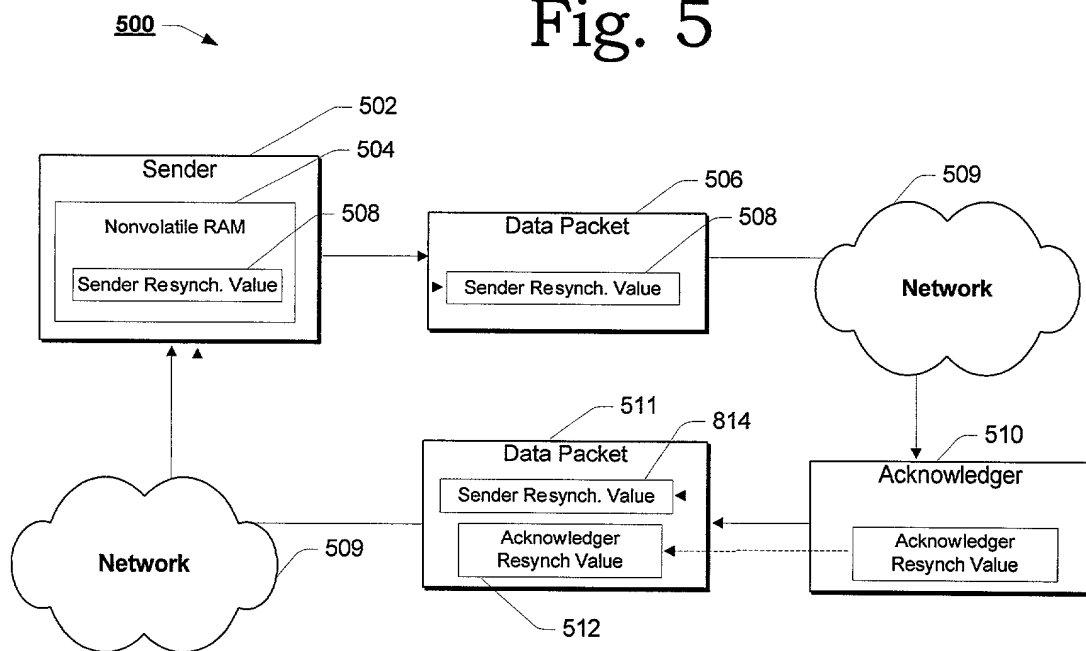 Fig. 5
500
502
Sender
504
Nonvolatile RAM
508
Sender Resynch. Value
506
Data Packet
508
Sender Resynch. Value
509
Network
510
Acknowledger
Acknowledger
Resynch Value
511
Data Packet
814
Sender Resynch. Value
Acknowledger
Resynch Value
512
Network
509